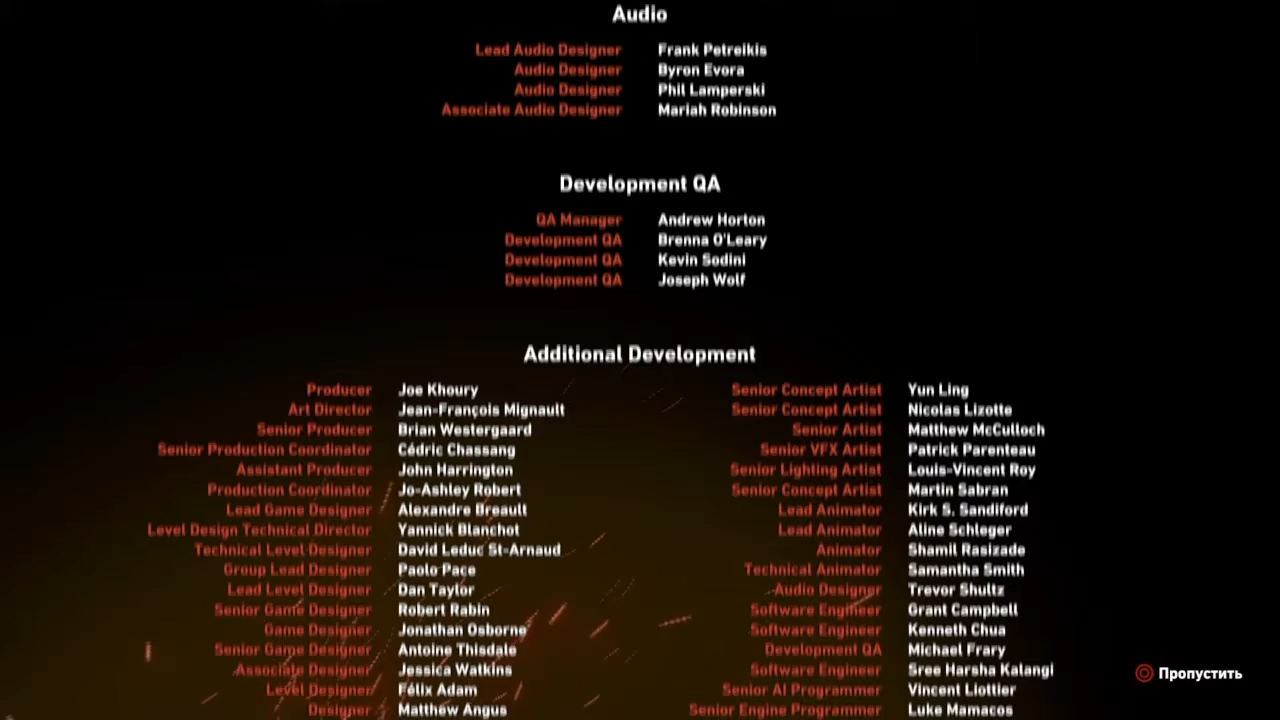 Audio
Lead Audio Designer Frank Petreikis
Audio Designer Byron Evora
Audio Designer Phil Lamperski
Associate Audio Designer Mariah Robinson
Development QA
QA Manager Andrew Horton
Development QA Brenna O'Leary
Development QA Kevin Sodini
Development QA Joseph Wolf
Additional Development
Producer Joe Khoury
Art Director Jean-François Mignault
Senior Producer Brian Westergaard
Senior Production Coordinator Cédric Chassang
Assistant Producer John Harrington
Production Coordinator Jo-Ashley Robert
Lead Game Designer Alexandre Breault
Level Design Technical Director Yannick Blanchot
Technical Level Designer David Leduc St-Arnaud
Group Lead Designer Paolo Pace
Lead Level Designer Dan Taylor
Senior Game Designer Robert Rabin
Game Designer Jonathan Osborne
Senior Game Designer Antoine Thisdale
Associate Designer Jessica Watkins
Level Designer Félix Adam
Designer Matthew Angus
Senior Concept Artist Yun Ling
Senior Concept Artist Nicolas Lizotte
Senior Artist Matthew McCulloch
Senior VFX Artist Patrick Parenteau
Senior Lighting Artist Louis-Vincent Roy
Senior Concept Artist Martin Sabran
Lead Animator Kirk S. Sandiford
Lead Animator Aline Schleger
Animator Shamil Rasizade
Technical Animator Samantha Smith
Audio Designer Trevor Shultz
Software Engineer Grant Campbell
Software Engineer Kenneth Chua
Development QA Michael Frary
Software Engineer Sree Harsha Kalangi
Senior AI Programmer Vincent Liottier
Senior Engine Programmer Luke Mamacos
Пропустить